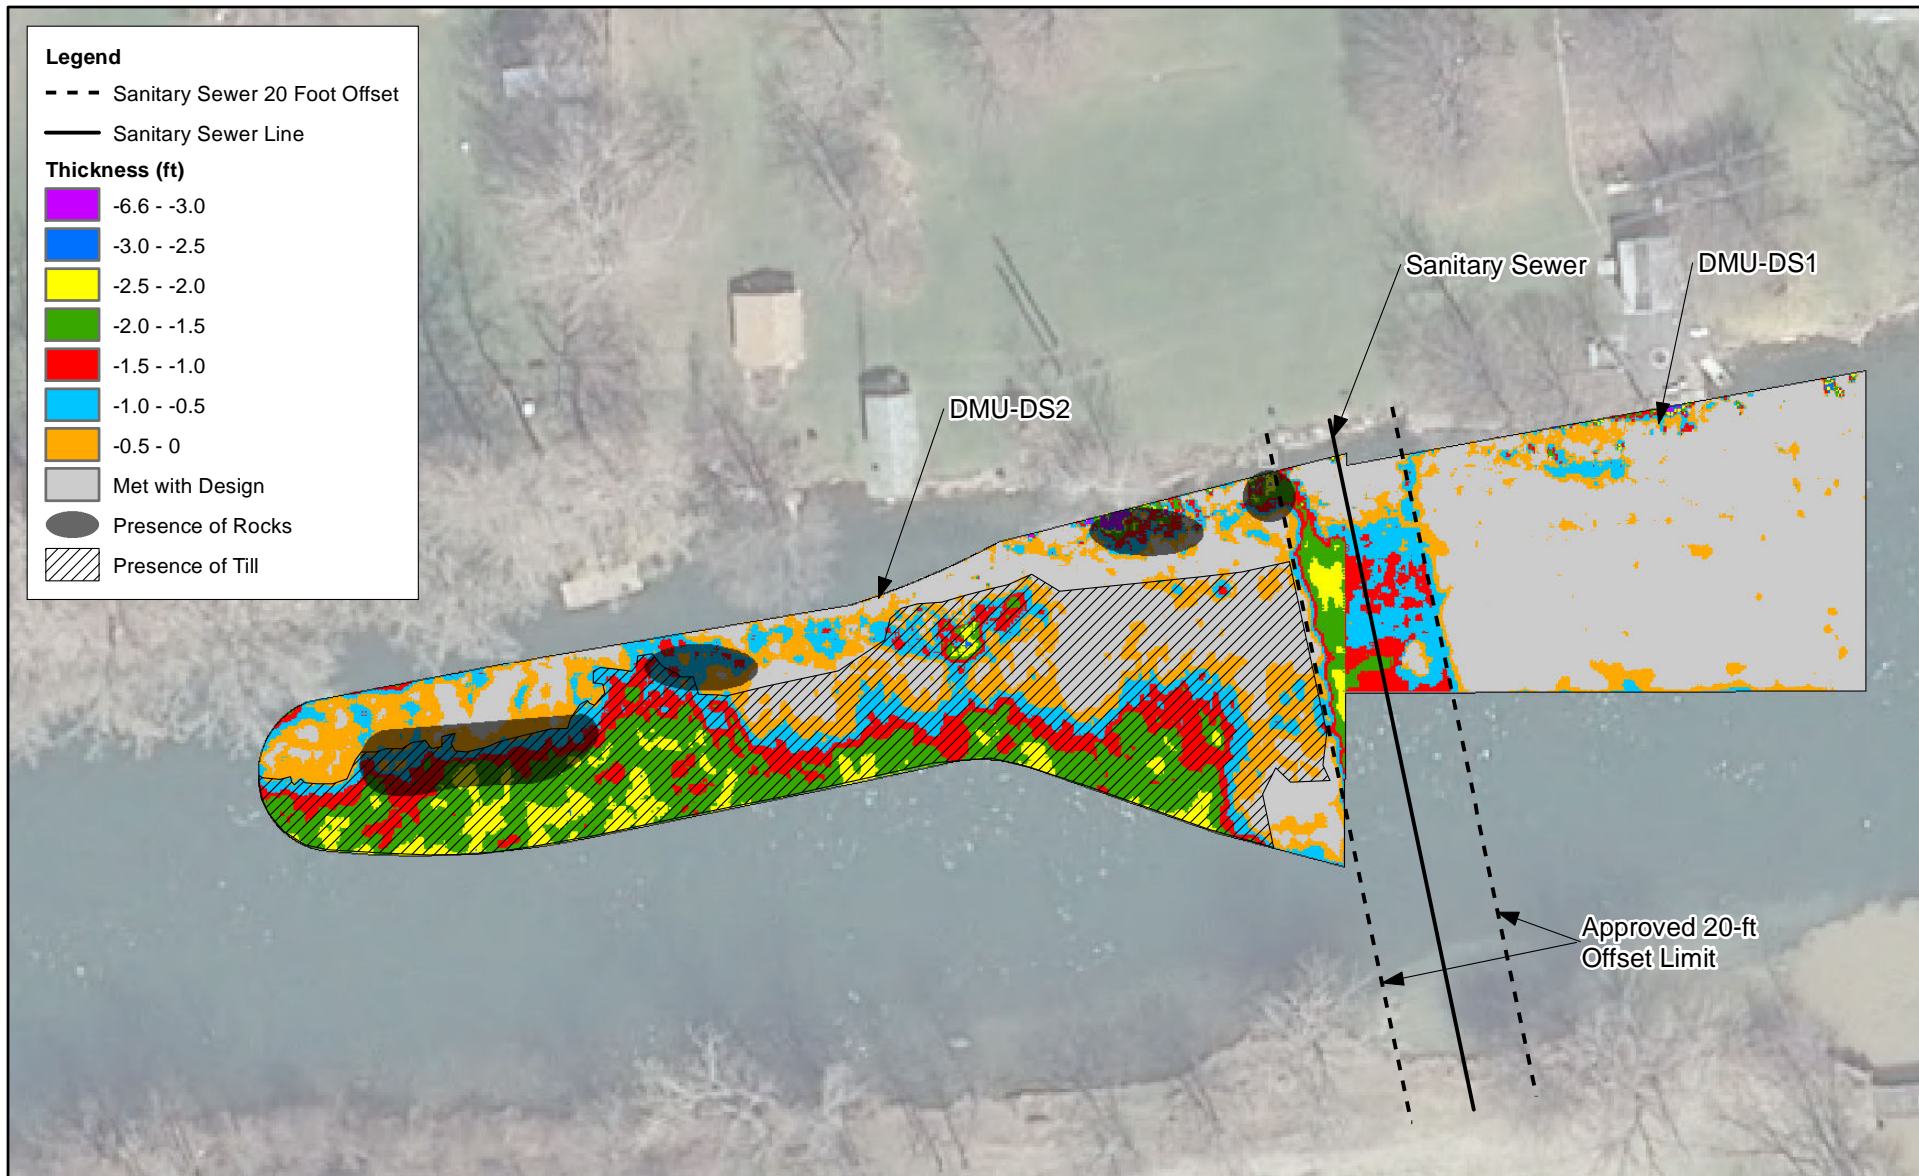 Legend
Sanitary Sewer 20 Foot Offset
Sanitary Sewer Line
Thickness (ft)
-6.6 - -3.0
-3.0 - -2.5
-2.5 - -2.0
-2.0 - -1.5
-1.5 - -1.0
-1.0 - -0.5
-0.5 - 0
Met with Design
Presence of Rocks
Presence of Till
Sanitary Sewer
DMU-DS1
DMU-DS2
Approved 20-ft
Offset Limit